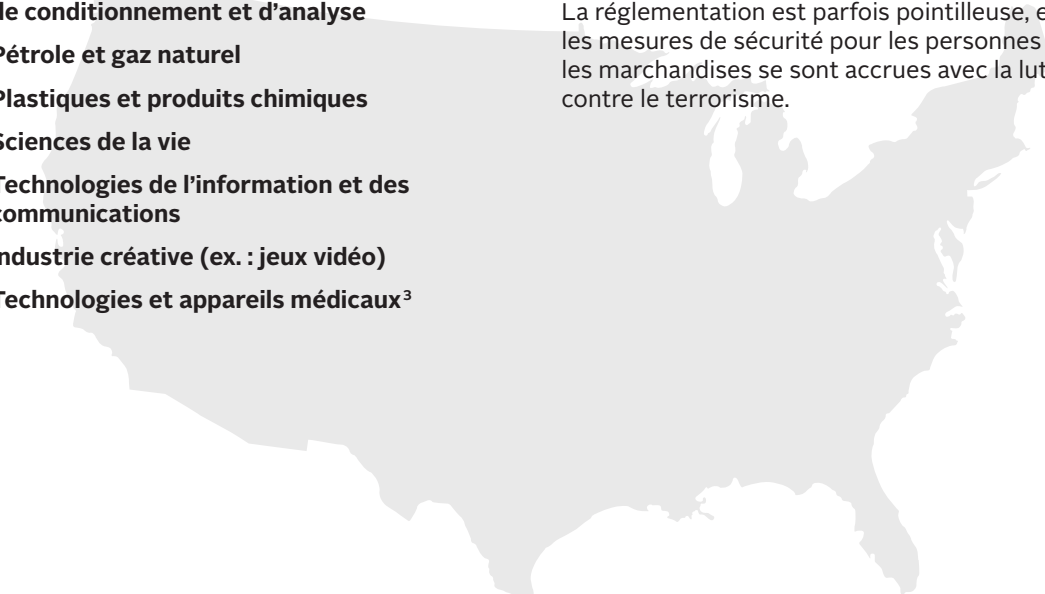 de conditionnement et d’analyse
Pétrole et gaz naturel
Plastiques et produits chimiques
Sciences de la vie
Technologies de l’information et des
communications
Industrie créative (ex. : jeux vidéo)
Technologies et appareils médicaux³
La réglementation est parfois pointilleuse, e
les mesures de sécurité pour les personnes
les marchandises se sont accrues avec la lut
contre le terrorisme.